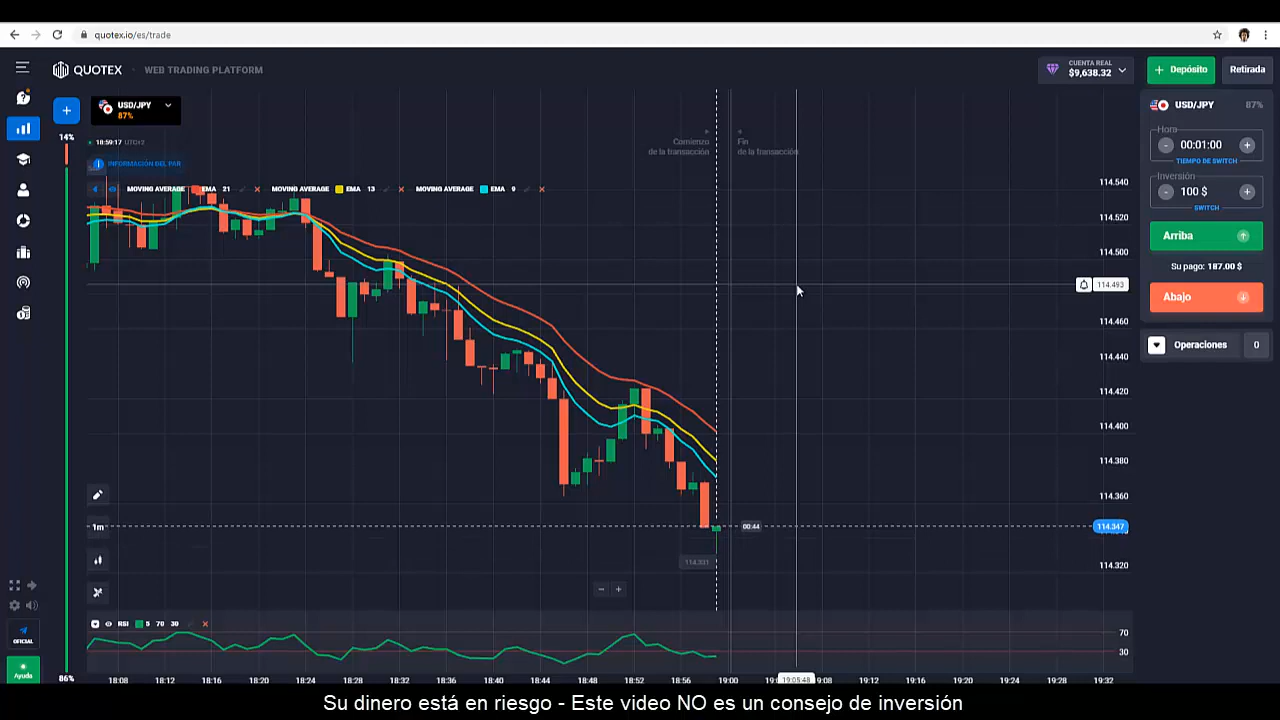 quotex.io/es/trade
QUOTEX WEB TRADING PLATFORM
CUENTA REAL
$9,638.32
Depósito
Retirada
USD/JPY
87%
14%
18:59:17 UTC+2
INFORMACIÓN DEL PAR
MOVING AVERAGE EMA 21 MOVING AVERAGE EMA 13 MOVING AVERAGE EMA 9
Comienzo
de la transacción
Fin
de la transacción
114.540
114.520
114.500
114.493
114.460
114.440
114.420
114.400
114.380
114.360
114.347
114.320
00:44
114.331
1m
RSI 5 70 30
70
30
86%
18:08 18:12 18:16 18:20 18:24 18:28 18:32 18:36 18:40 18:44 18:48 18:52 18:56 19:00 19:05:48 19:12 19:16 19:20 19:24 19:28 19:32
OFICIAL
Ayuda
USD/JPY 87%
Hora
00:01:00
TIEMPO DE SWITCH
Inversión
100 $
SWITCH
Arriba
Su pago: 187.00 $
Abajo
Operaciones 0
Su dinero está en riesgo - Este video NO es un consejo de inversión